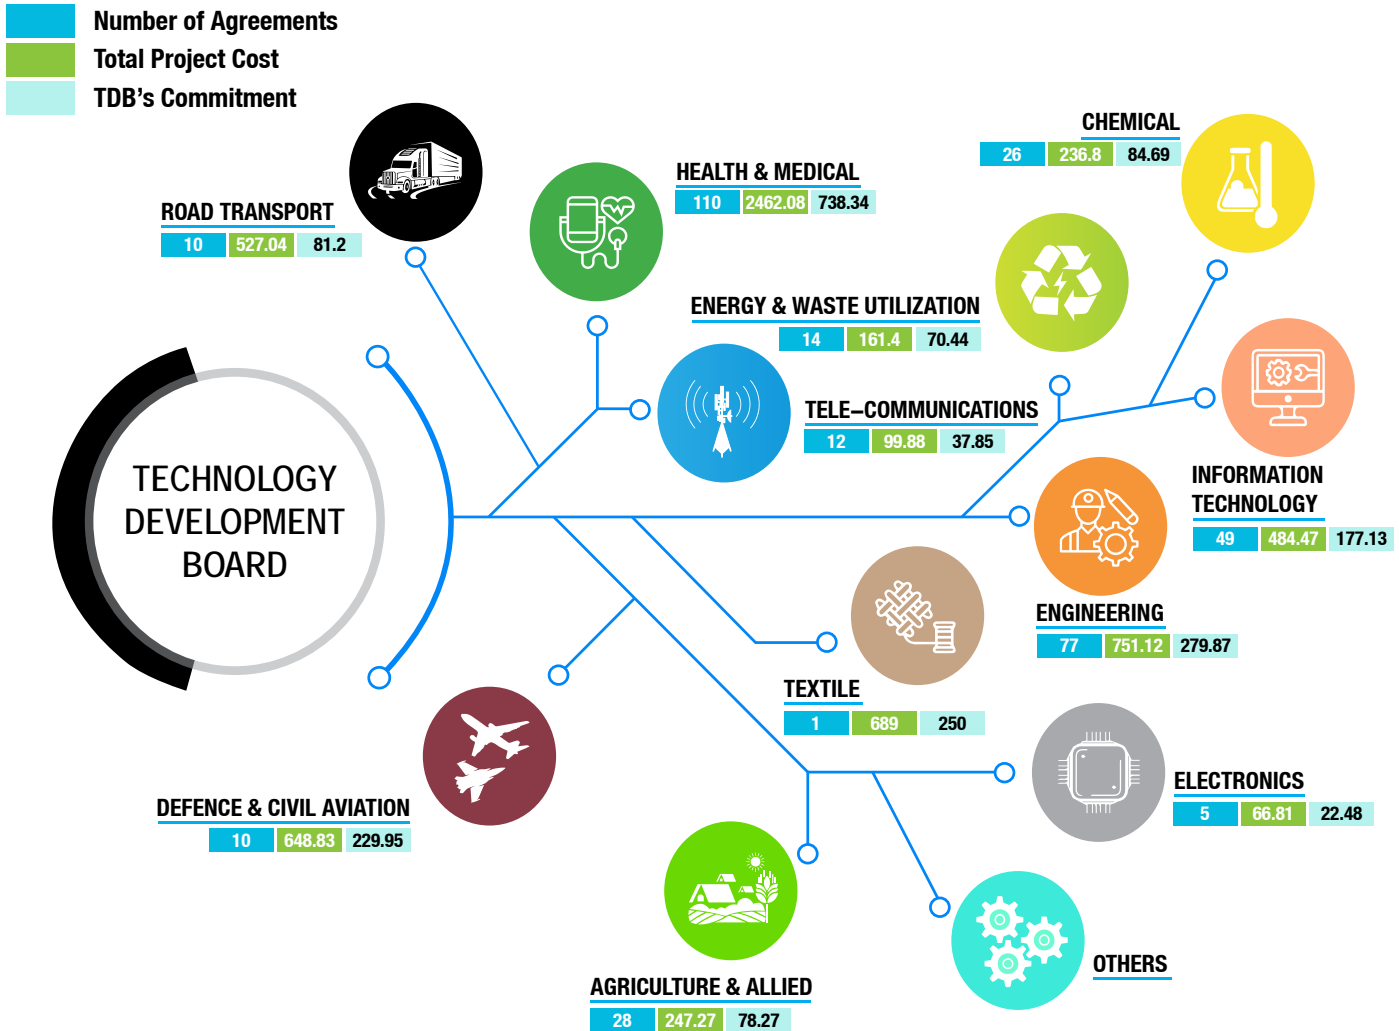 Number of Agreements
Total Project Cost
TDB's Commitment
CHEMICAL
26 236.8 84.69
HEALTH & MEDICAL
110 2462.08 738.34
ROAD TRANSPORT
10 527.04 81.2
ENERGY & WASTE UTILIZATION
14 161.4 70.44
TELE–COMMUNICATIONS
12 99.88 37.85
TECHNOLOGY
DEVELOPMENT
BOARD
INFORMATION
TECHNOLOGY
49 484.47 177.13
ENGINEERING
77 751.12 279.87
TEXTILE
1 689 250
ELECTRONICS
5 66.81 22.48
DEFENCE & CIVIL AVIATION
10 648.83 229.95
OTHERS
AGRICULTURE & ALLIED
28 247.27 78.27